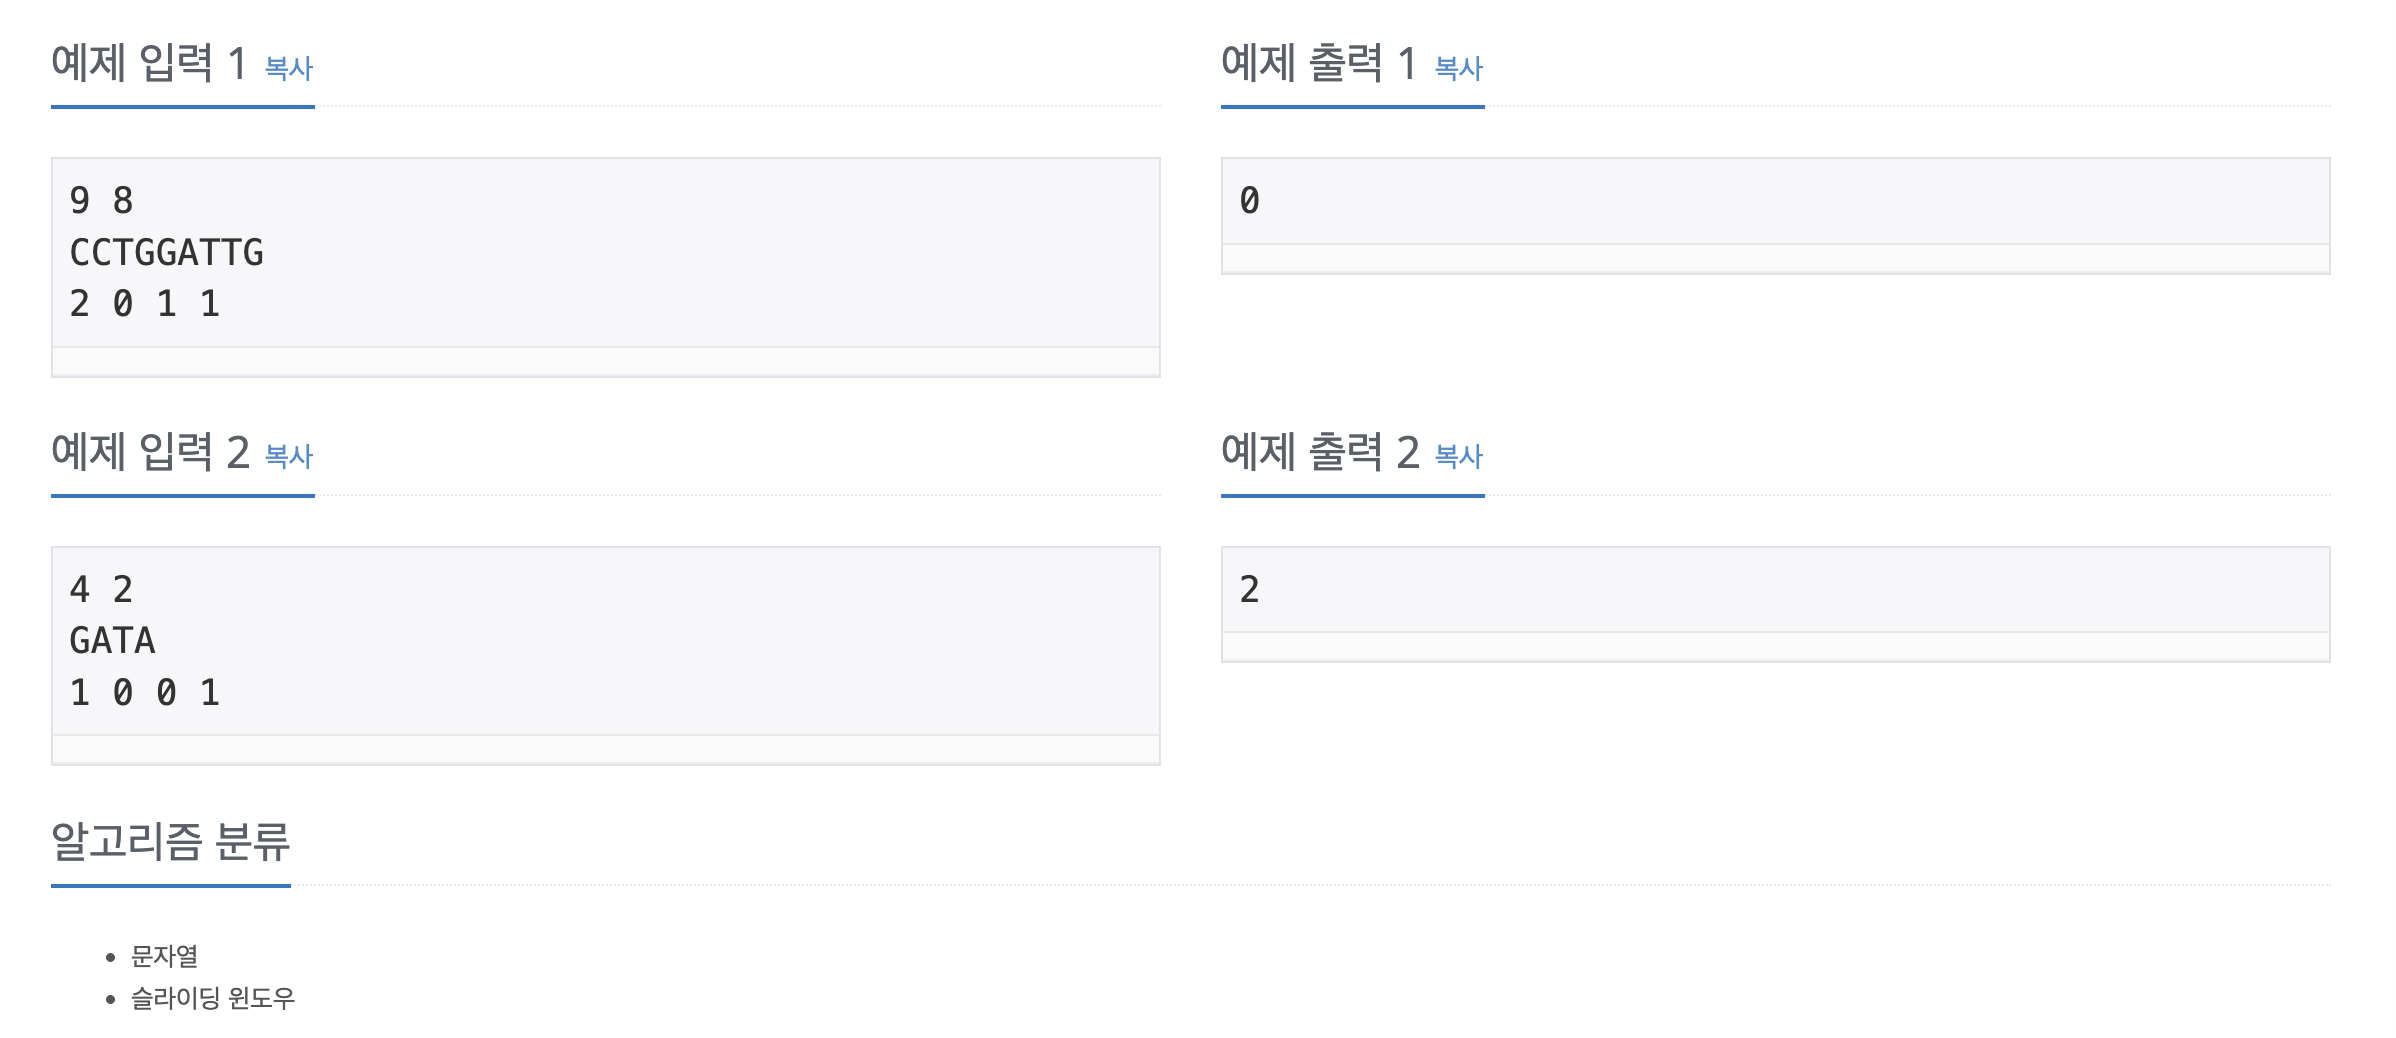 예제 입력 1 복사
9 8
CCTGGATTG
2 0 1 1
예제 출력 1 복사
0
예제 입력 2 복사
4 2
GATA
1 0 0 1
예제 출력 2 복사
2
알고리즘 분류
문자열
슬라이딩 윈도우